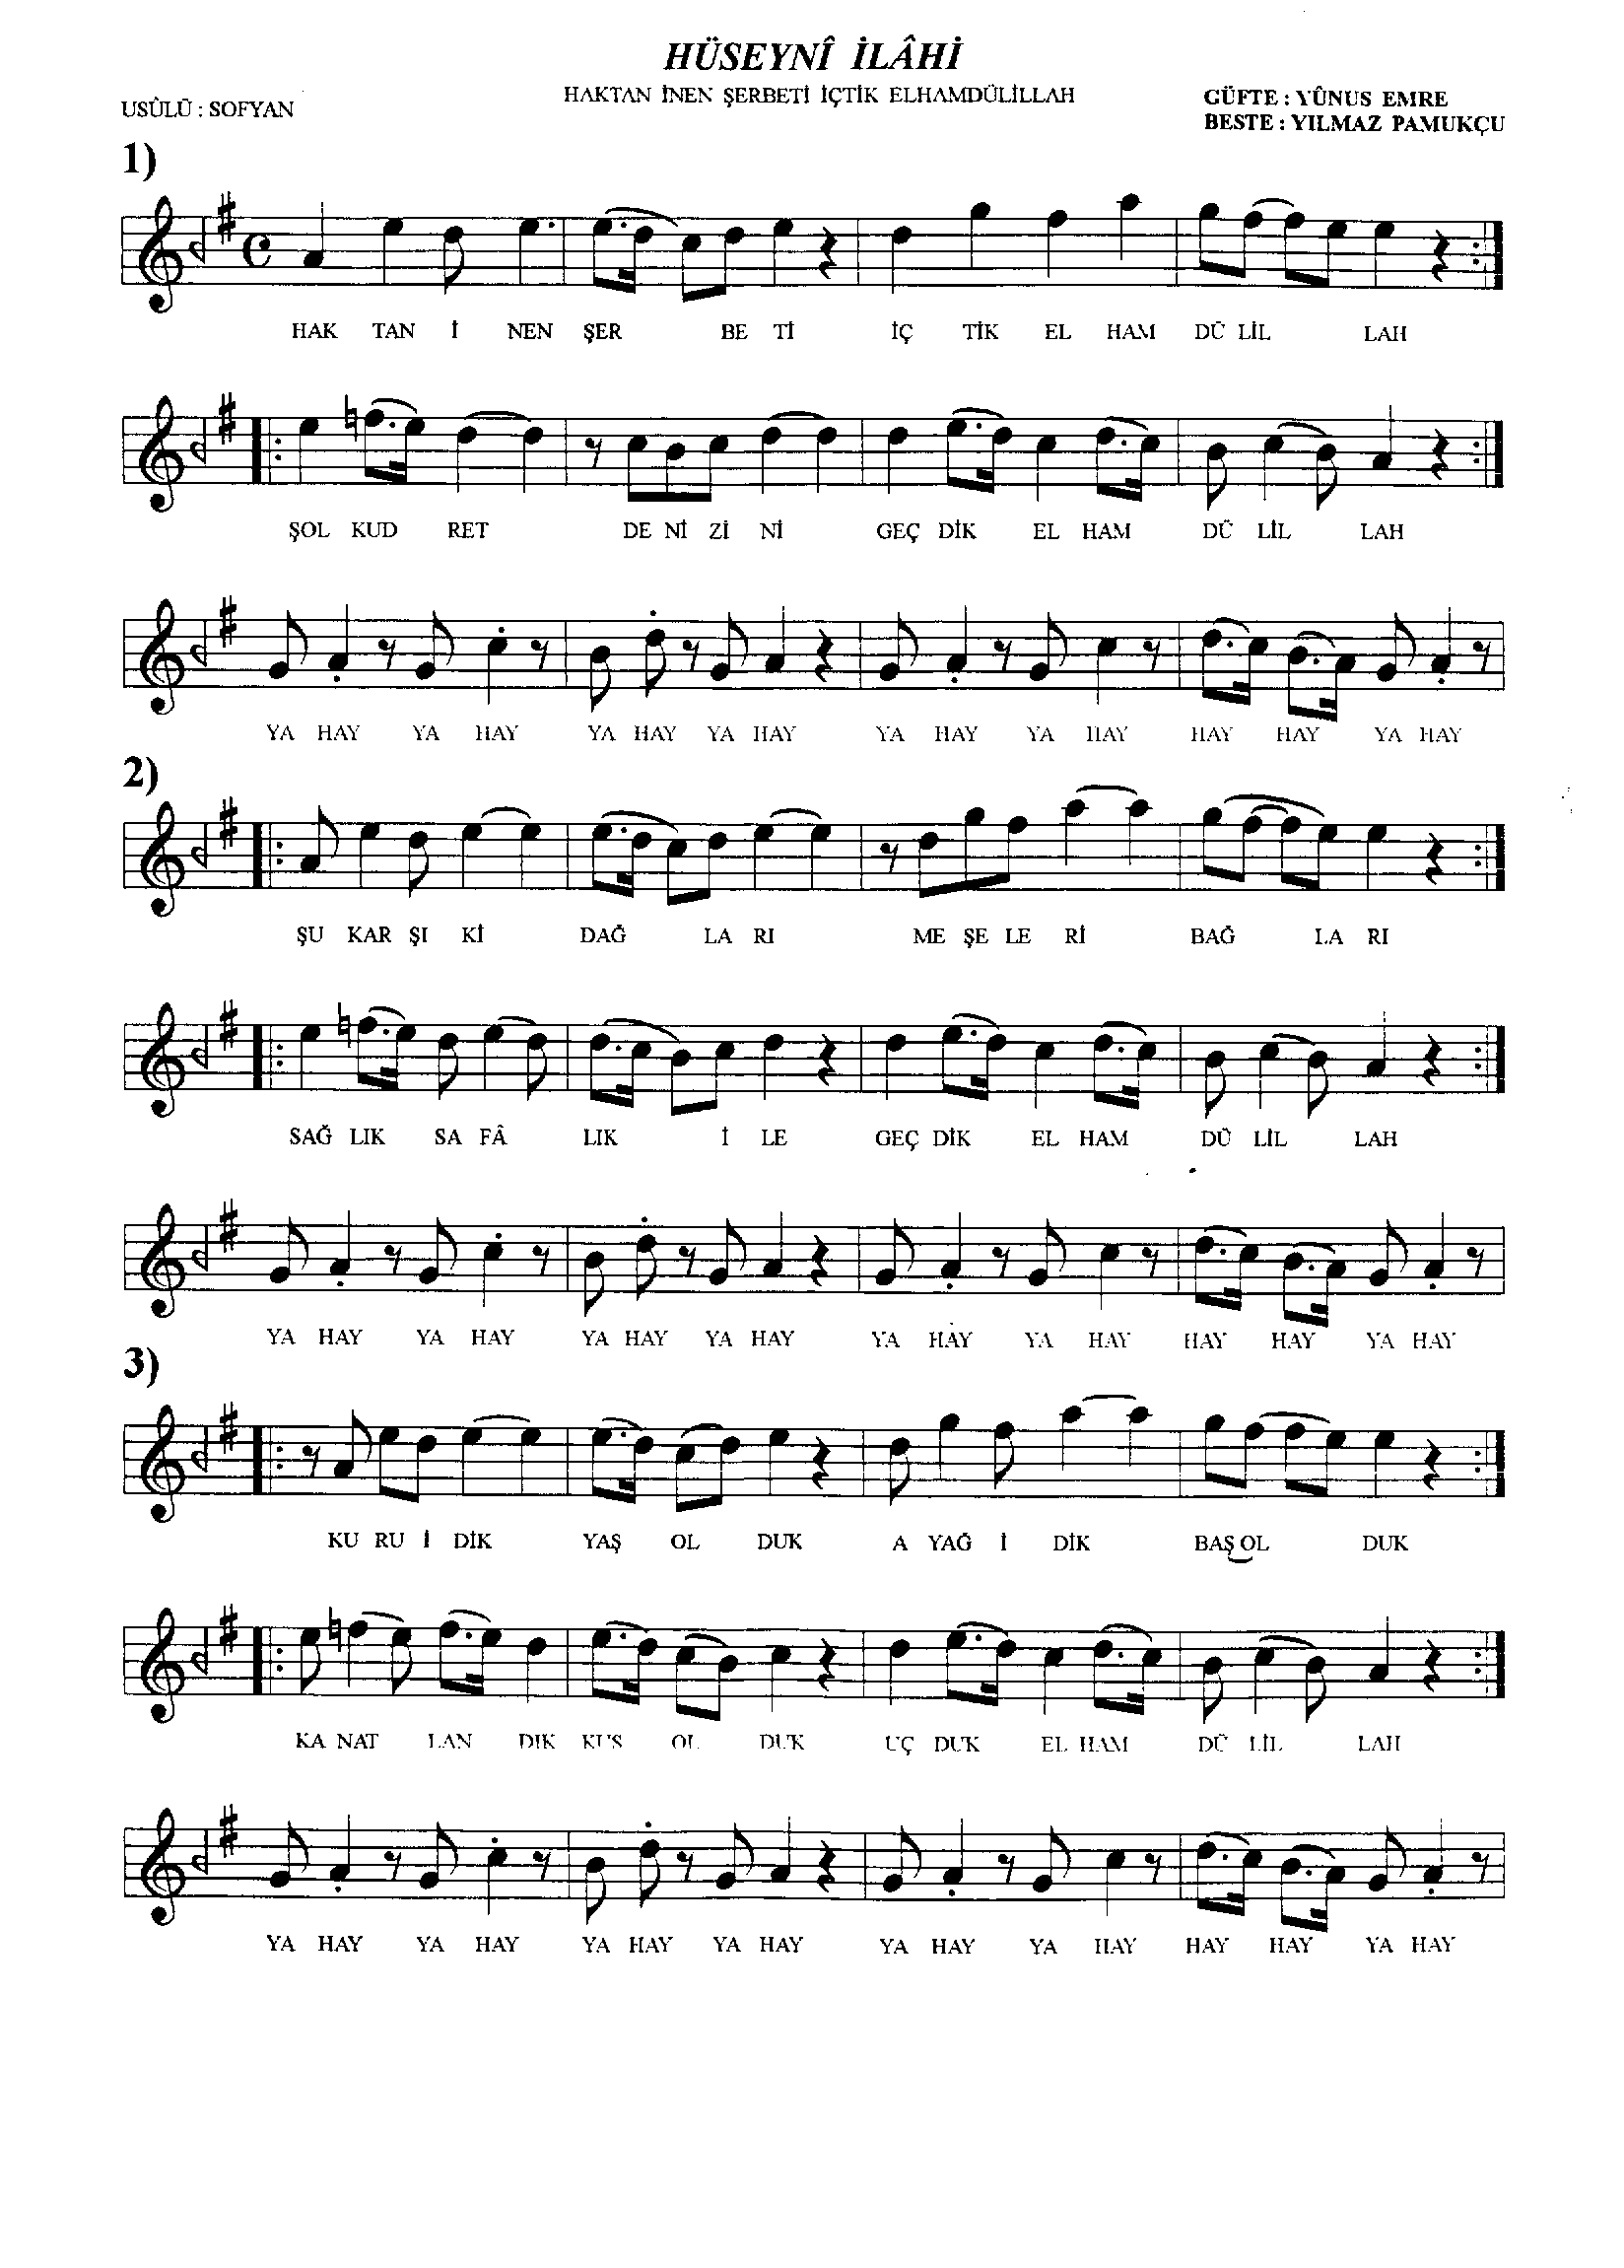 HÜSEYNÎ İLÂHİ
HAKTAN İNEN ŞERBETİ İÇTİK ELHAMDÜLİLLAH
USÛLÜ : SOFYAN
GÜFTE : YÛNUS EMRE
BESTE : YILMAZ PAMUKÇU
1)
HAK TAN İ NEN ŞER BE Tİ İÇ TİK EL HAM DÜ LİL LAH
ŞOL KUD RET DE Nİ Zİ Nİ GEÇ DİK EL HAM DÜ LİL LAH
YA HAY YA HAY YA HAY YA HAY YA HAY YA HAY HAY HAY YA HAY
2)
ŞU KAR ŞI Kİ DAĞ LA RI ME ŞE LE Rİ BAĞ LA RI
SAĞ LIK SA FÂ LIK İ LE GEÇ DİK EL HAM DÜ LİL LAH
YA HAY YA HAY YA HAY YA HAY YA HAY YA HAY HAY HAY YA HAY
3)
KU RU İ DİK YAŞ OL DUK A YAĞ İ DİK BAŞ OL DUK
KA NAT LAN DIK KUS OL DUK UÇ DUK EL HAM DÜ LİL LAH
YA HAY YA HAY YA HAY YA HAY YA HAY YA HAY HAY HAY YA HAY